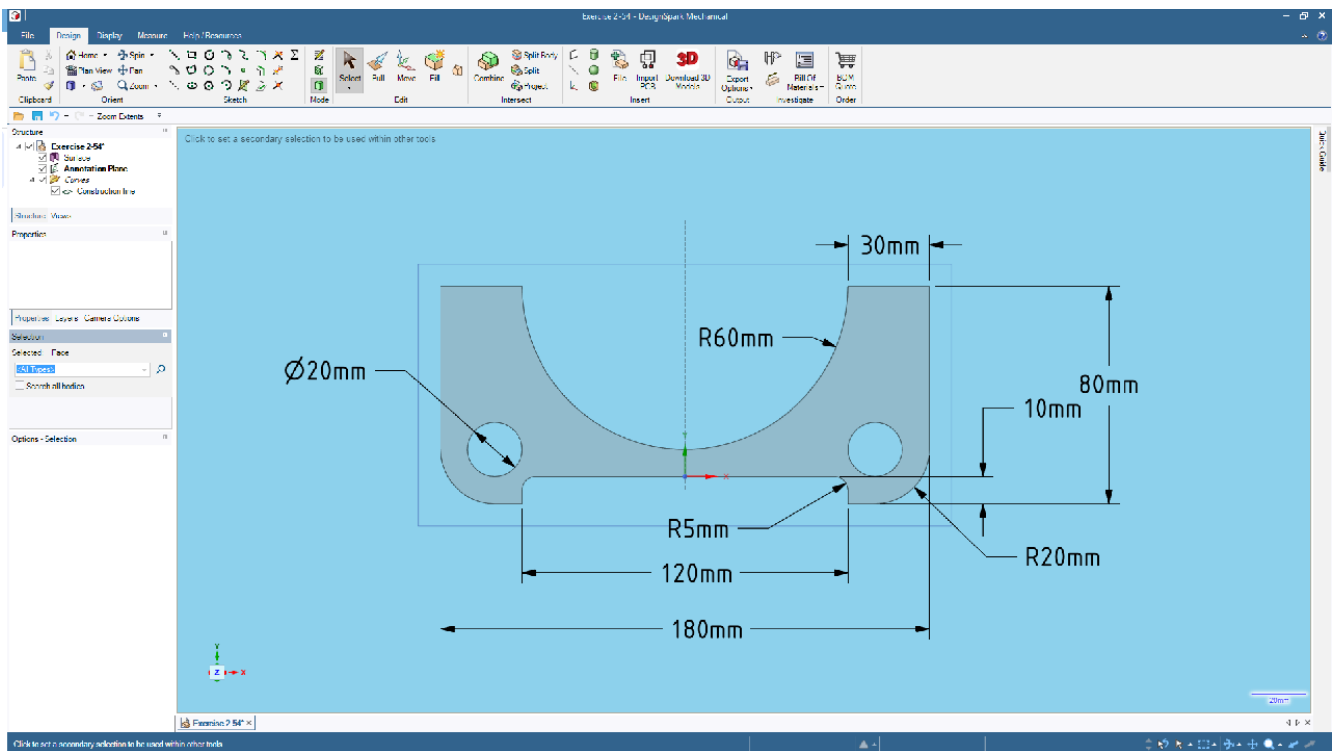 Exercise 2-54 - DesignSpark Mechanical
File Design Display Measure Help / Resources
Home Spin
Plan View Pan
Zoom
Paste
Select Pull Move Fill
Combine
Split Body
Split
Project
File Import PCB Download 3D Models
3D
Export Options
Bill Of Materials
BOM Quote
Clipboard Orient Sketch Mode Edit Intersect Insert Output Investigate Order
Zoom Extents
Structure
Exercise 2-54*
Surface
Annotation Plane
Curves
Construction line
Structure Views
Properties
Properties Layers Camera Options
Selection
Selected Face
<All Types>
Search all bodies
Options - Selection
Click to set a secondary selection to be used within other tools
Quick Guide
30mm
R60mm
Ø20mm
80mm
10mm
Y
X
R5mm
R20mm
120mm
180mm
Y
Z X
20mm
Exercise 2-54*
Click to set a secondary selection to be used within other tools